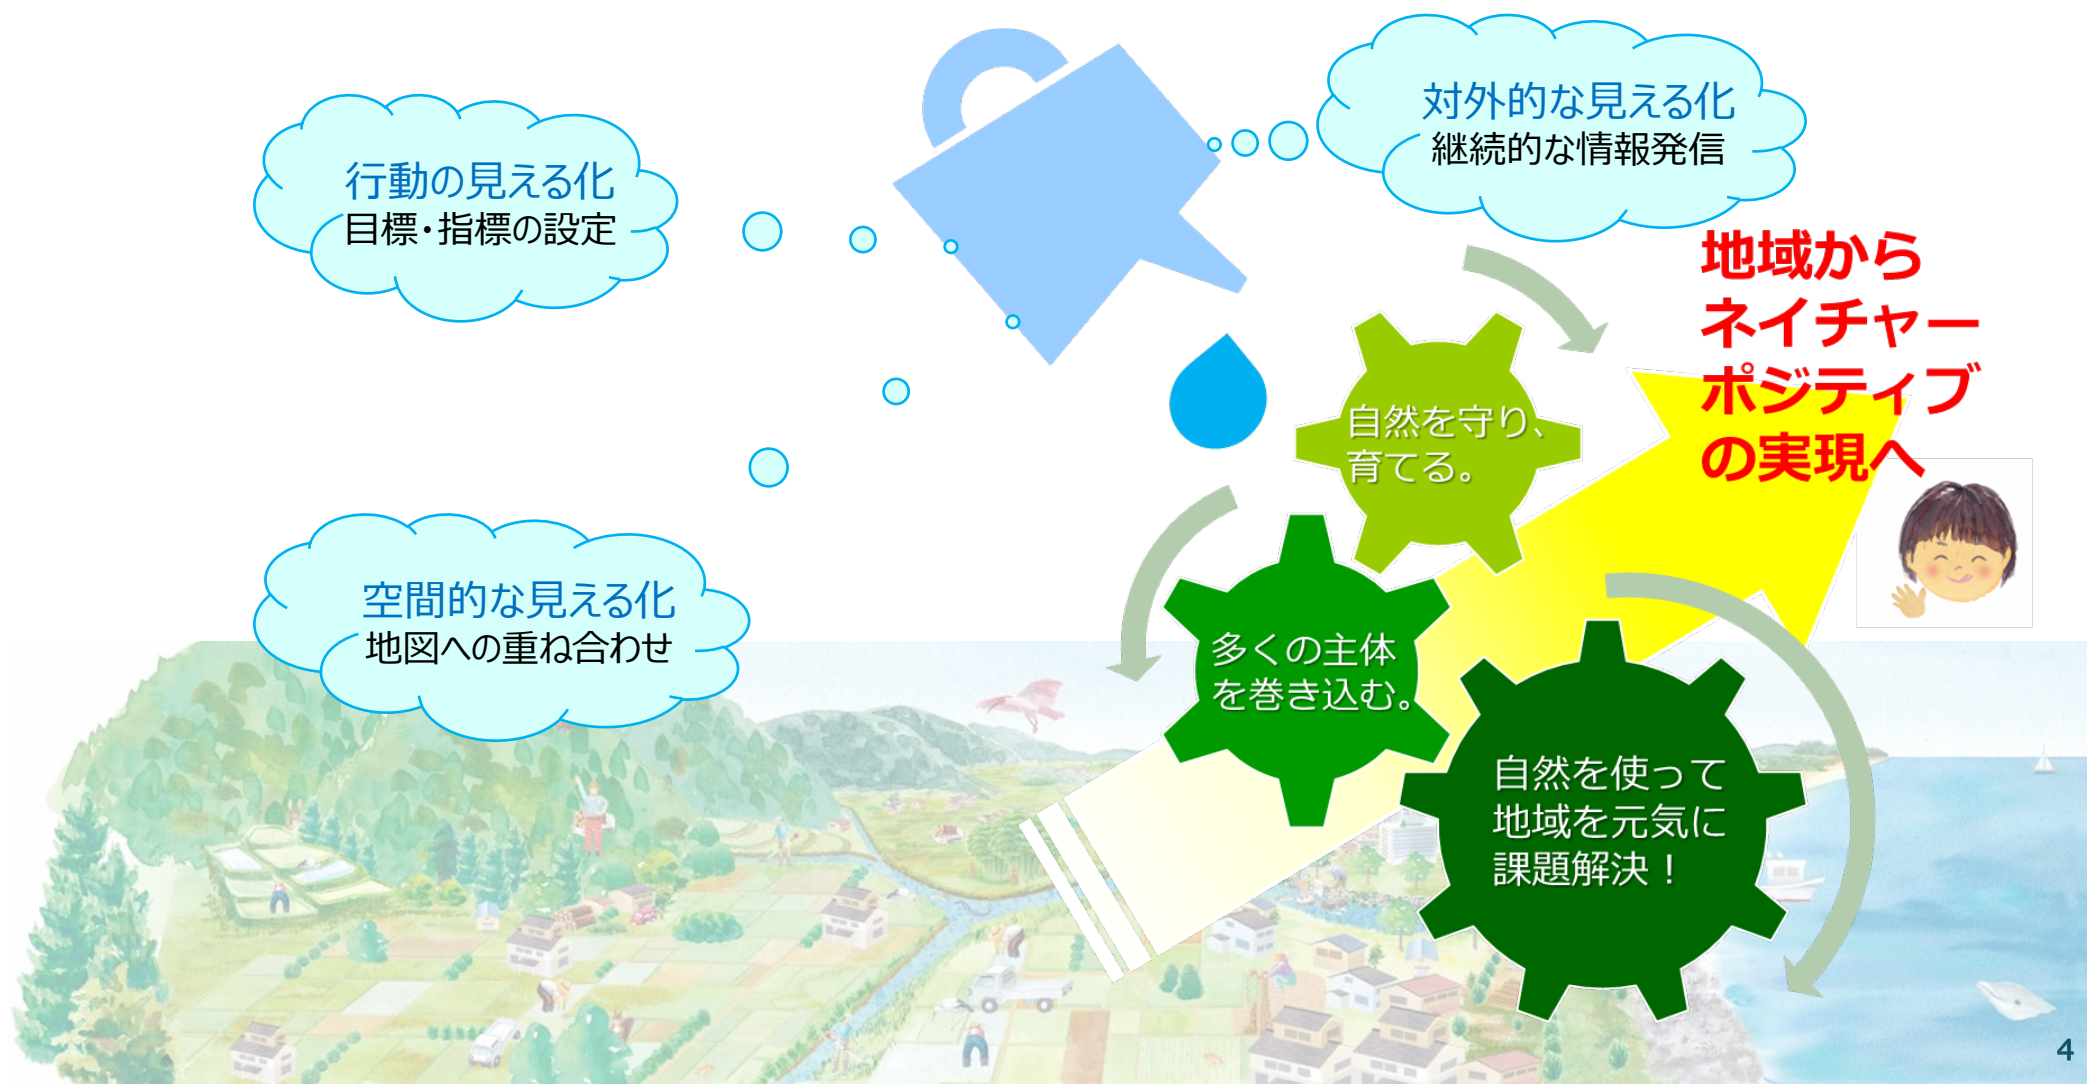 対外的な見える化
継続的な情報発信
行動の見える化
目標・指標の設定
地域から
ネイチャー
ポジティブ
の実現へ
自然を守り、
育てる。
空間的な見える化
地図への重ね合わせ
多くの主体
を巻き込む。
自然を使って
地域を元気に
課題解決！
4